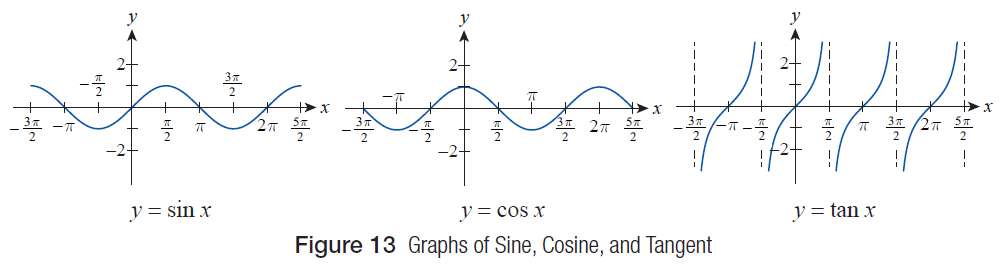 y
2
-2
-3π/2 -π -π/2 π/2 π 3π/2 2π 5π/2 x
y = sin x
y
2
-2
-3π/2 -π -π/2 π/2 π 3π/2 2π 5π/2 x
y = cos x
y
2
-2
-3π/2 -π -π/2 π/2 π 3π/2 2π 5π/2 x
y = tan x
Figure 13 Graphs of Sine, Cosine, and Tangent